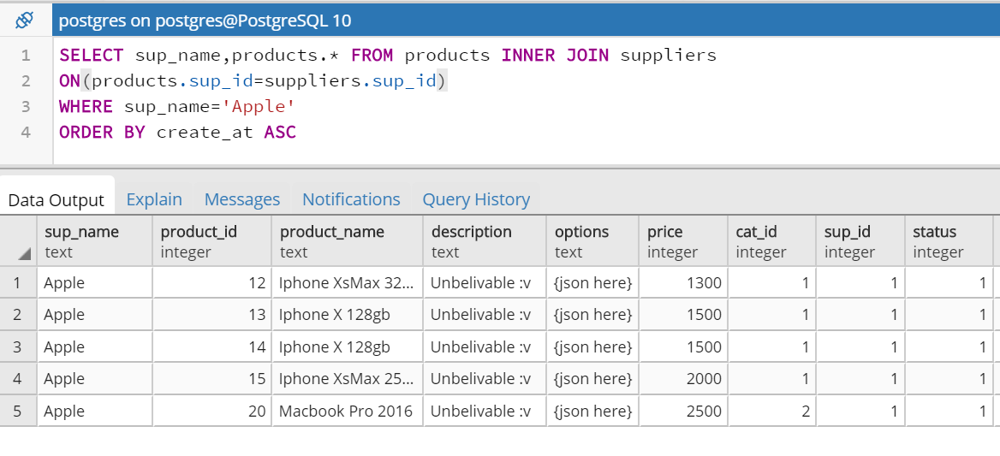 postgres on postgres@PostgreSQL 10
1 SELECT sup_name,products.* FROM products INNER JOIN suppliers
2 ON(products.sup_id=suppliers.sup_id)
3 WHERE sup_name='Apple'
4 ORDER BY create_at ASC
Data Output Explain Messages Notifications Query History
sup_name product_id product_name description options price cat_id sup_id status
text integer text text text integer integer integer integer
1 Apple 12 Iphone XsMax 32... Unbelivable :v {json here} 1300 1 1 1
2 Apple 13 Iphone X 128gb Unbelivable :v {json here} 1500 1 1 1
3 Apple 14 Iphone X 128gb Unbelivable :v {json here} 1500 1 1 1
4 Apple 15 Iphone XsMax 25... Unbelivable :v {json here} 2000 1 1 1
5 Apple 20 Macbook Pro 2016 Unbelivable :v {json here} 2500 2 1 1